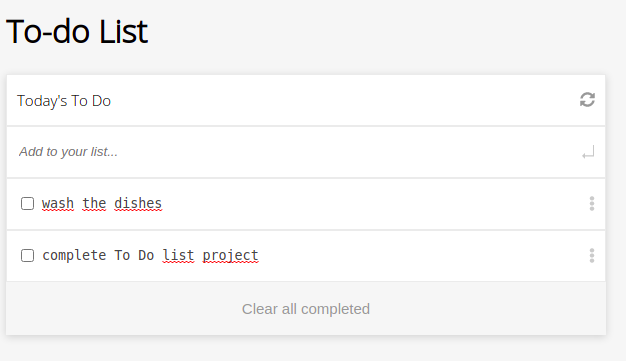 To-do List
Today's To Do
Add to your list...
wash the dishes
complete To Do list project
Clear all completed